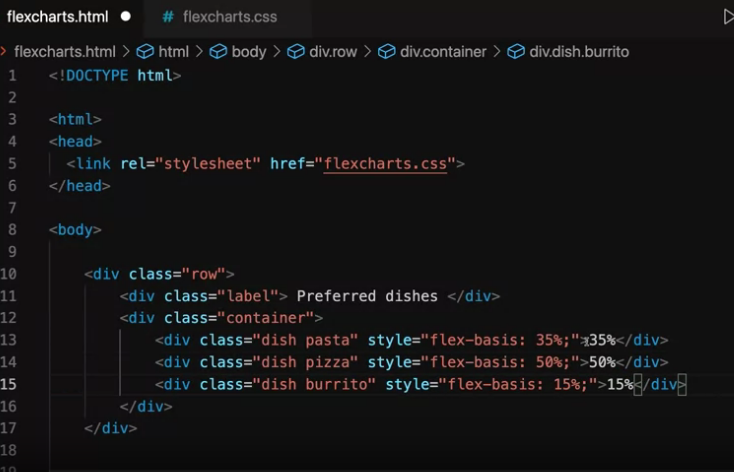 flexcharts.html ● # flexcharts.css
flexcharts.html > html > body > div.row > div.container > div.dish.burrito
1 <!DOCTYPE html>
2
3 <html>
4 <head>
5 <link rel="stylesheet" href="flexcharts.css">
6 </head>
7
8 <body>
9
10 <div class="row">
11 <div class="label"> Preferred dishes </div>
12 <div class="container">
13 <div class="dish pasta" style="flex-basis: 35%;">35%</div>
14 <div class="dish pizza" style="flex-basis: 50%;">50%</div>
15 <div class="dish burrito" style="flex-basis: 15%;">15%</div>
16 </div>
17 </div>
18